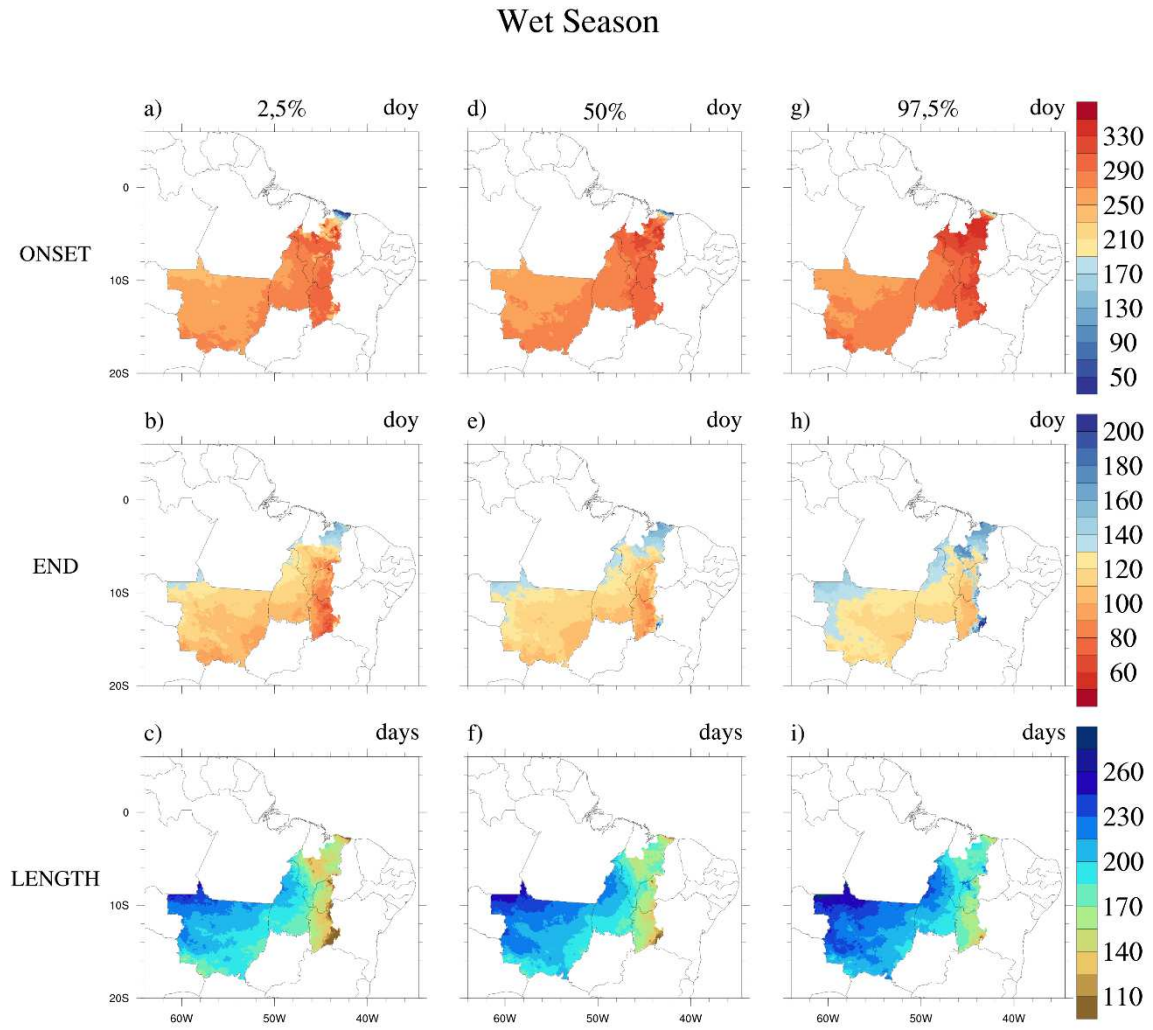 Wet Season
a) 2,5% doy
d) 50% doy
g) 97,5% doy
ONSET
0
10S
20S
330
290
250
210
170
130
90
50
b) doy
e) doy
h) doy
END
0
10S
20S
200
180
160
140
120
100
80
60
c) days
f) days
i) days
LENGTH
0
10S
20S
260
230
200
170
140
110
60W 50W 40W 60W 50W 40W 60W 50W 40W